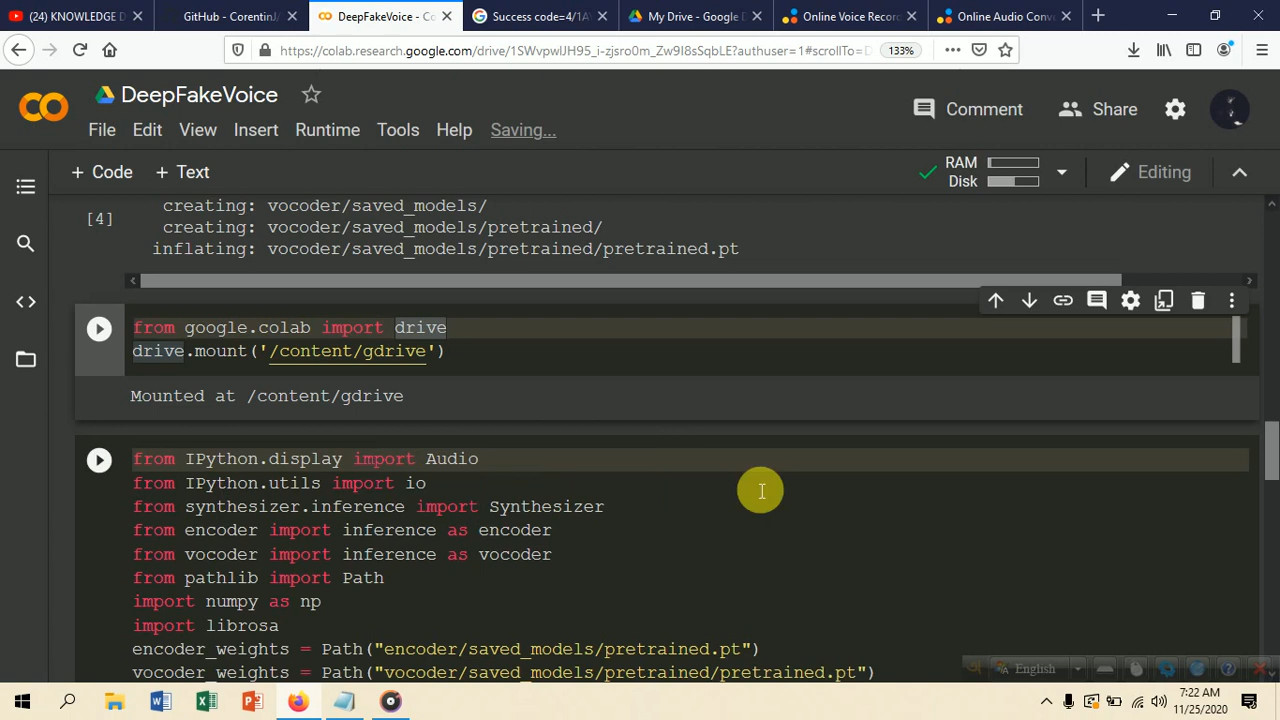 (24) KNOWLEDGE D
GitHub - CorentinJ/
DeepFakeVoice - Co
Success code=4/1A
My Drive - Google D
Online Voice Record
Online Audio Conv
https://colab.research.google.com/drive/1SWvpwlJH95_i-zjsro0m_Zw9I8sSqbLE?authuser=1#scrollTo=D
133%
DeepFakeVoice
Comment
Share
File Edit View Insert Runtime Tools Help Saving...
+ Code + Text
RAM
Disk
Editing
[4]
creating: vocoder/saved_models/
creating: vocoder/saved_models/pretrained/
inflating: vocoder/saved_models/pretrained/pretrained.pt
from google.colab import drive
drive.mount('/content/gdrive')
Mounted at /content/gdrive
from IPython.display import Audio
from IPython.utils import io
from synthesizer.inference import Synthesizer
from encoder import inference as encoder
from vocoder import inference as vocoder
from pathlib import Path
import numpy as np
import librosa
encoder_weights = Path("encoder/saved_models/pretrained.pt")
vocoder_weights = Path("vocoder/saved_models/pretrained/pretrained.pt")
English
7:22 AM
11/25/2020